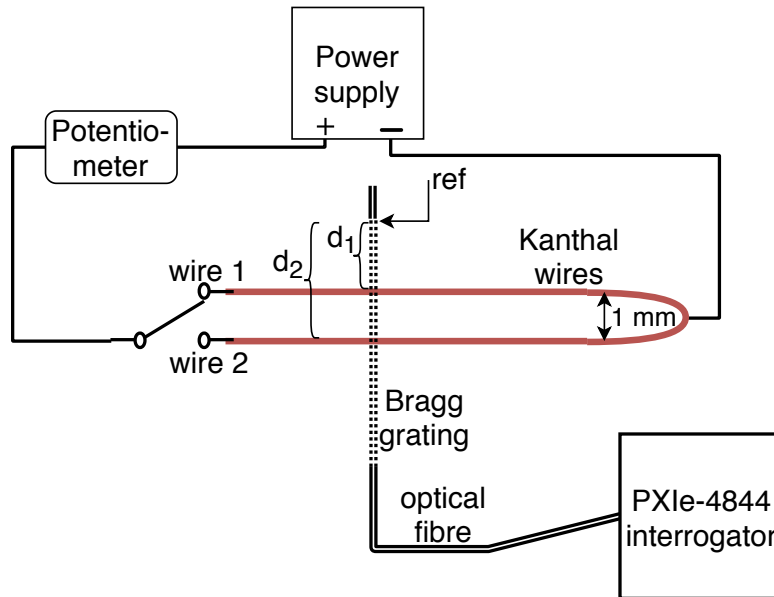 Power
supply
+ −
Potentio-
meter
ref
d1
d2
Kanthal
wires
wire 1
1 mm
wire 2
Bragg
grating
optical
fibre
PXIe-4844
interrogator